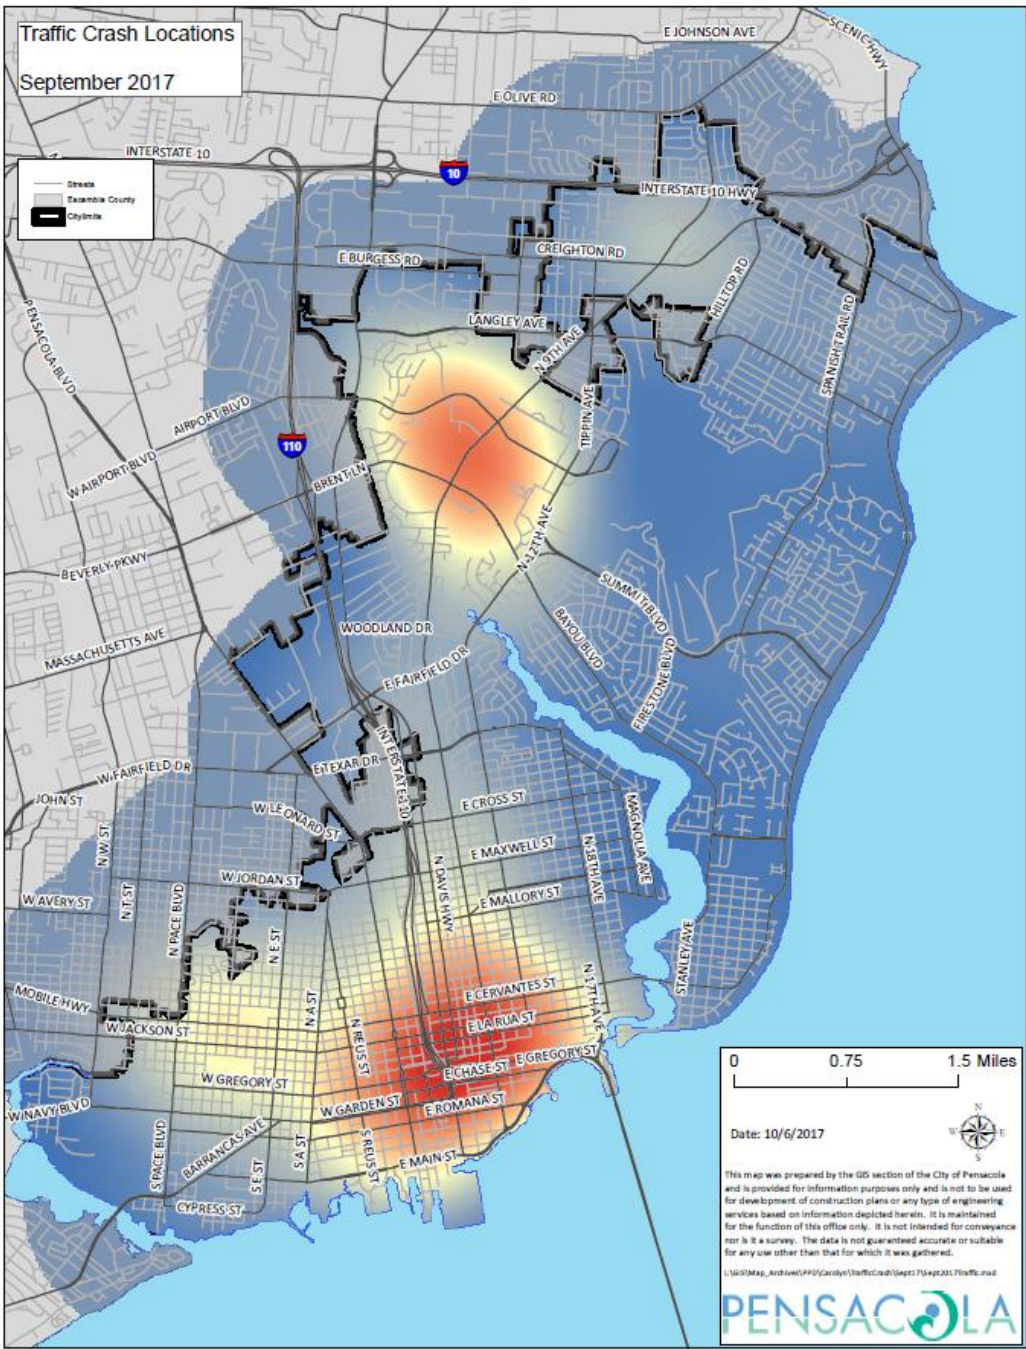 Traffic Crash Locations
September 2017
E JOHNSON AVE
SCENIC HWY
E OLIVE RD
INTERSTATE 10
10
INTERSTATE 10 HWY
Streets
Escambia County
Citylimits
E BURGESS RD
CREIGHTON RD
HILLTOP RD
LANGLEY AVE
N 9TH AVE
SPANISH TRAIL RD
PENSACOLA BLVD
TIPPIN AVE
AIRPORT BLVD
110
W AIRPORT BLVD
BRENT LN
N 12TH AVE
BEVERLY PKWY
SUMMIT BLVD
BAYOU BLVD
WOODLAND DR
MASSACHUSETTS AVE
E FAIRFIELD DR
FIRESTONE BLVD
INTERSTATE 110
E TEXAR DR
W FAIRFIELD DR
JOHN ST
W LEONARD ST
E CROSS ST
MAGNOLIA AVE
N W ST
E MAXWELL ST
N 18TH AVE
N DAVIS HWY
W JORDAN ST
W AVERY ST
N T ST
N PACE BLVD
E MALLORY ST
N E ST
STANLEY AVE
MOBILE HWY
N A ST
E CERVANTES ST
N 17TH AVE
W JACKSON ST
N REUS ST
E LA RUA ST
E GREGORY ST
E CHASE ST
W GREGORY ST
W GARDEN ST
E ROMANA ST
W NAVY BLVD
S PACE BLVD
BARRANCAS AVE
S A ST
S REUS ST
E MAIN ST
S E ST
CYPRESS ST
0 0.75 1.5 Miles
N
W E
S
Date: 10/6/2017
This map was prepared by the GIS section of the City of Pensacola
and is provided for information purposes only and is not to be used
for development of construction plans or any type of engineering
services based on information depicted herein. It is maintained
for the function of this office only. It is not intended for conveyance
nor is it a survey. The data is not guaranteed accurate or suitable
for any use other than that for which it was gathered.
L:\GIS\Map_Archives\PPD\Carolyn\TrafficCrash\Sept17\Sept2017Traffic.mxd
PENSACOLA